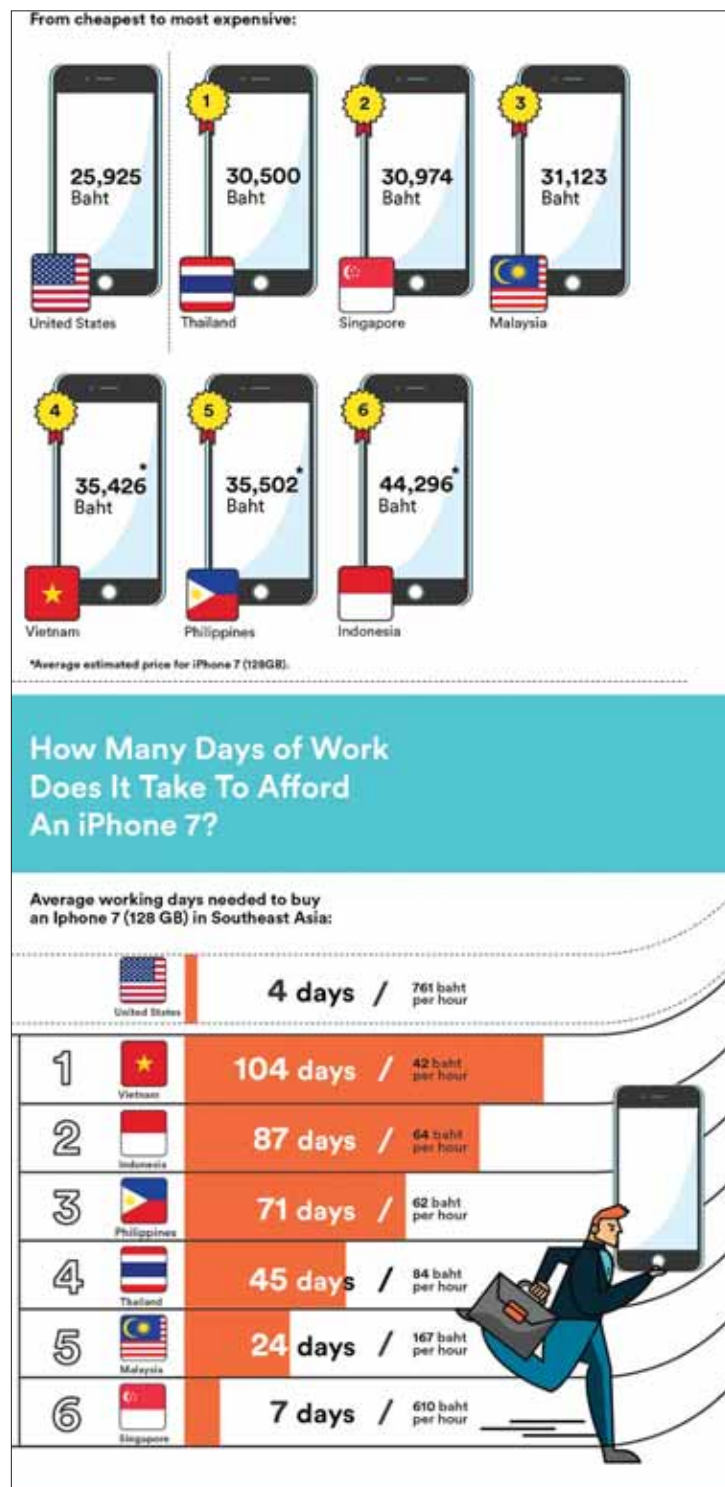 From cheapest to most expensive:
25,925
Baht
United States
1
30,500
Baht
Thailand
2
30,974
Baht
Singapore
3
31,123
Baht
Malaysia
4
35,426*
Baht
Vietnam
5
35,502*
Baht
Philippines
6
44,296*
Baht
Indonesia
*Average estimated price for iPhone 7 (128GB).
How Many Days of Work
Does It Take To Afford
An iPhone 7?
Average working days needed to buy
an Iphone 7 (128 GB) in Southeast Asia:
United States
4 days / 761 baht
per hour
1
Vietnam
104 days / 42 baht
per hour
2
Indonesia
87 days / 64 baht
per hour
3
Philippines
71 days / 62 baht
per hour
4
Thailand
45 days / 84 baht
per hour
5
Malaysia
24 days / 167 baht
per hour
6
Singapore
7 days / 610 baht
per hour